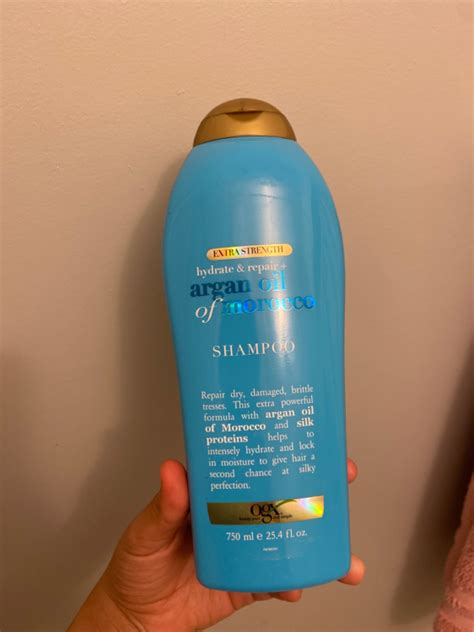 EXTRA STRENGTH
hydrate & repair +
argan oil
of morocco
SHAMPOO
Repair dry, damaged, brittle
tresses. This extra powerful
formula with argan oil
of Morocco and silk
proteins helps to
intensely hydrate and lock
in moisture to give hair a
second chance at silky
perfection.
ogx
750 ml e 25.4 fl. oz.